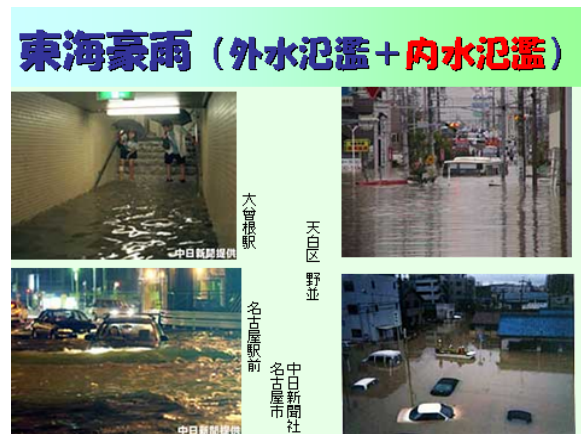 東海豪雨（外水氾濫＋内水氾濫）
中日新聞提供
大曽根駅
天白区 野並
中日新聞提供
名古屋駅前
中日新聞社
名古屋市